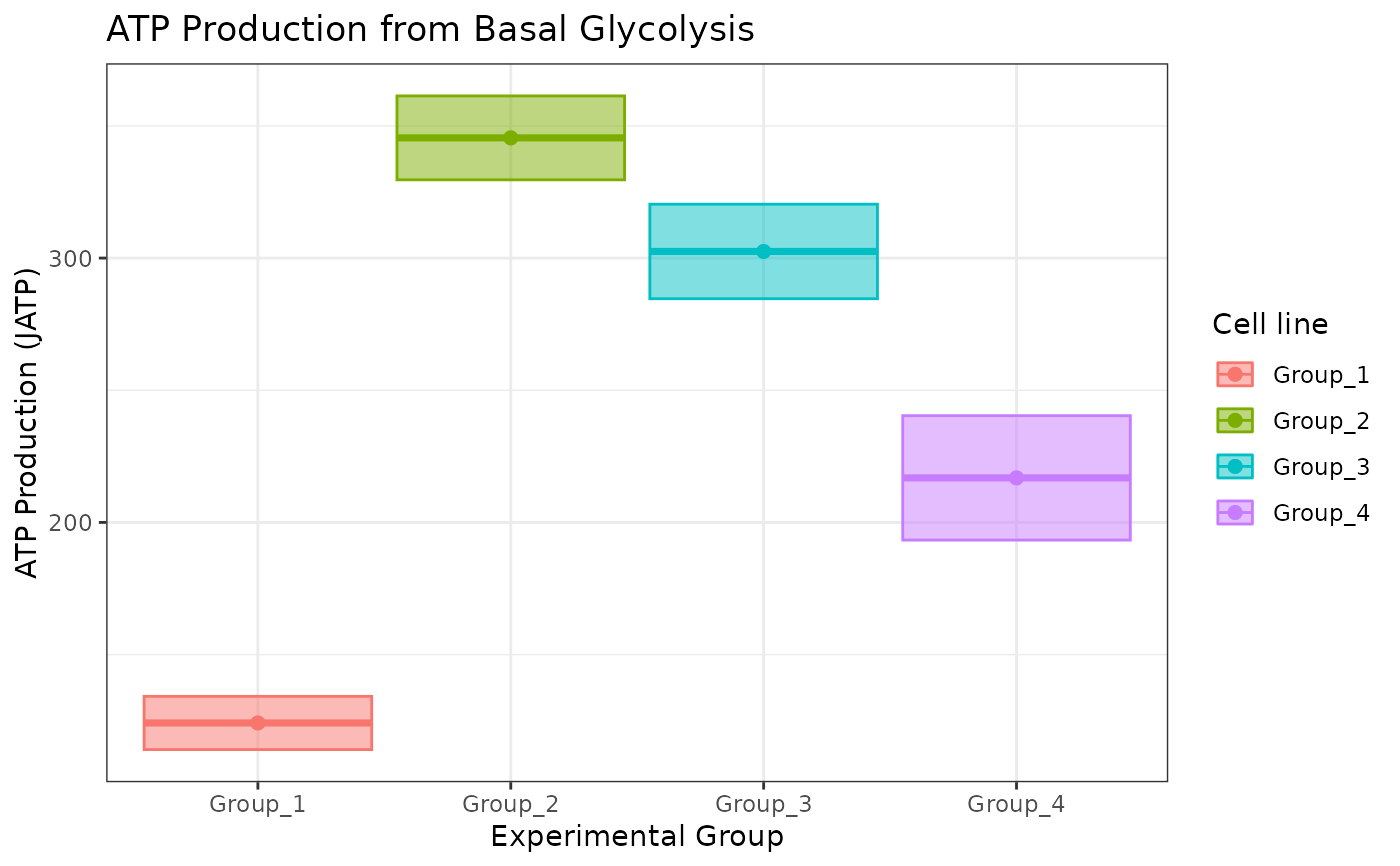 ATP Production from Basal Glycolysis
ATP Production (JATP)
300
200
Group_1
Group_2
Group_3
Group_4
Experimental Group
Cell line
Group_1
Group_2
Group_3
Group_4